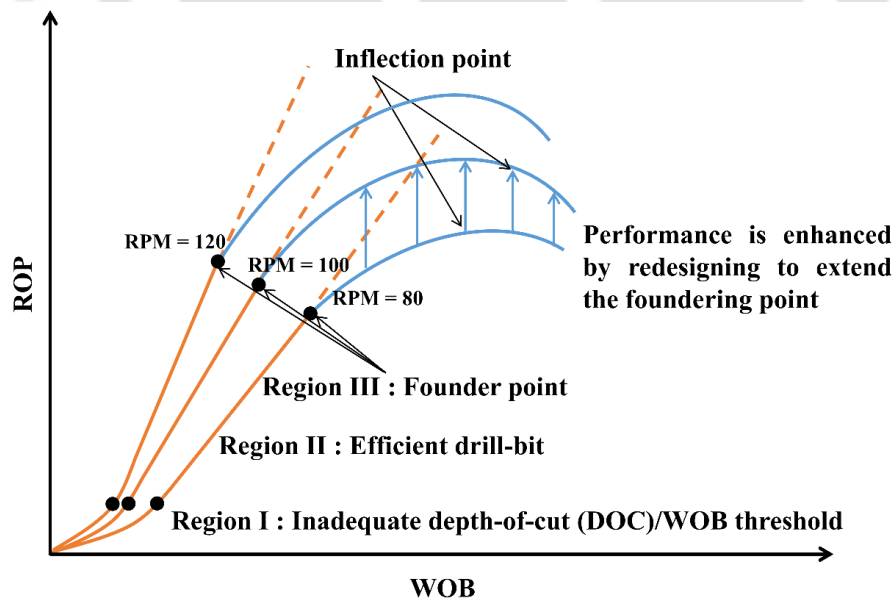 Inflection point
RPM = 120
RPM = 100
RPM = 80
Performance is enhanced
by redesigning to extend
the foundering point
ROP
Region III : Founder point
Region II : Efficient drill-bit
Region I : Inadequate depth-of-cut (DOC)/WOB threshold
WOB